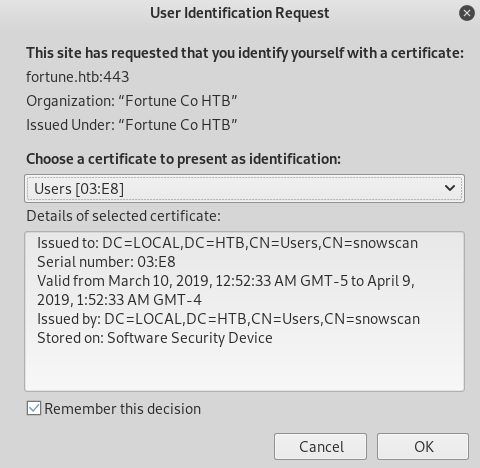 User Identification Request
This site has requested that you identify yourself with a certificate:
fortune.htb:443
Organization: “Fortune Co HTB”
Issued Under: “Fortune Co HTB”
Choose a certificate to present as identification:
Users [03:E8]
Details of selected certificate:
Issued to: DC=LOCAL,DC=HTB,CN=Users,CN=snowscan
Serial number: 03:E8
Valid from March 10, 2019, 12:52:33 AM GMT-5 to April 9,
2019, 1:52:33 AM GMT-4
Issued by: DC=LOCAL,DC=HTB,CN=Users,CN=snowscan
Stored on: Software Security Device
Remember this decision
Cancel OK